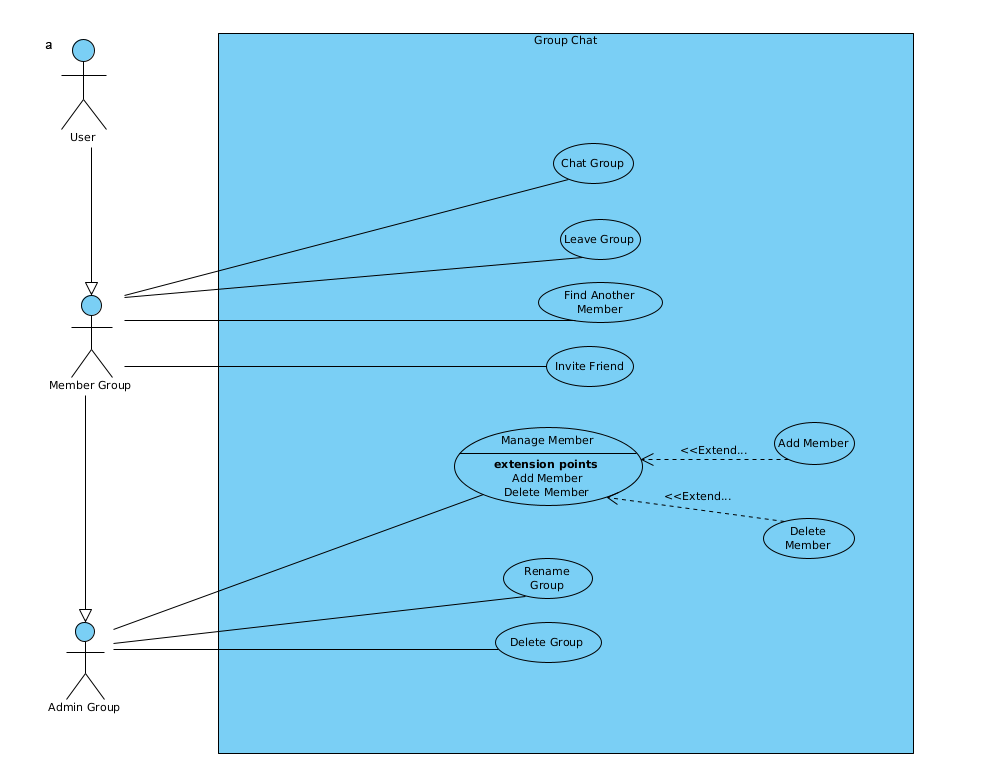 a
Group Chat
User
Chat Group
Leave Group
Find Another
Member
Invite Friend
Member Group
Manage Member
extension points
Add Member
Delete Member
<<Extend...
Add Member
<<Extend...
Delete
Member
Rename
Group
Delete Group
Admin Group